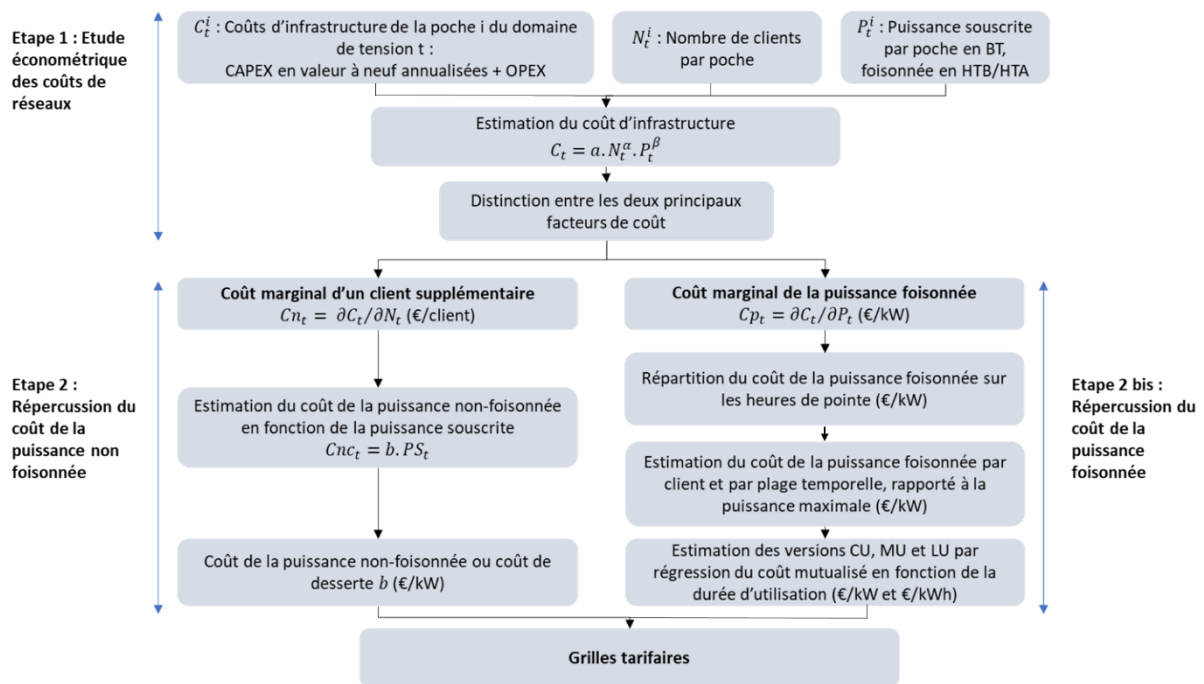 Etape 1 : Etude
économétrique
des coûts de
réseaux
C_t^i : Coûts d’infrastructure de la poche i du domaine
de tension t :
CAPEX en valeur à neuf annualisées + OPEX
N_t^i : Nombre de clients
par poche
P_t^i : Puissance souscrite
par poche en BT,
foisonnée en HTB/HTA
Estimation du coût d’infrastructure
C_t = a.N_t^α.P_t^β
Distinction entre les deux principaux
facteurs de coût
Etape 2 :
Répercussion du
coût de la
puissance non
foisonnée
Coût marginal d’un client supplémentaire
Cn_t = ∂C_t/∂N_t (€/client)
Estimation du coût de la puissance non-foisonnée
en fonction de la puissance souscrite
Cnc_t = b.PS_t
Coût de la puissance non-foisonnée ou coût de
desserte b (€/kW)
Coût marginal de la puissance foisonnée
Cp_t = ∂C_t/∂P_t (€/kW)
Répartition du coût de la puissance foisonnée sur
les heures de pointe (€/kW)
Estimation du coût de la puissance foisonnée par
client et par plage temporelle, rapporté à la
puissance maximale (€/kW)
Estimation des versions CU, MU et LU par
régression du coût mutualisé en fonction de la
durée d’utilisation (€/kW et €/kWh)
Etape 2 bis :
Répercussion du
coût de la
puissance
foisonnée
Grilles tarifaires